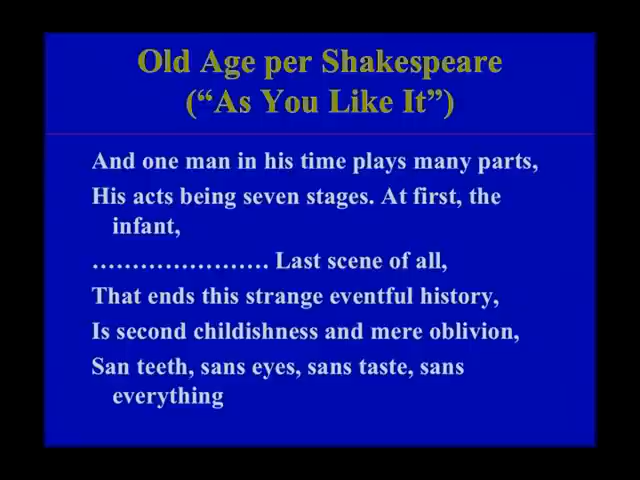 Old Age per Shakespeare
(“As You Like It”)
And one man in his time plays many parts,
His acts being seven stages. At first, the
infant,
…………………. Last scene of all,
That ends this strange eventful history,
Is second childishness and mere oblivion,
San teeth, sans eyes, sans taste, sans
everything